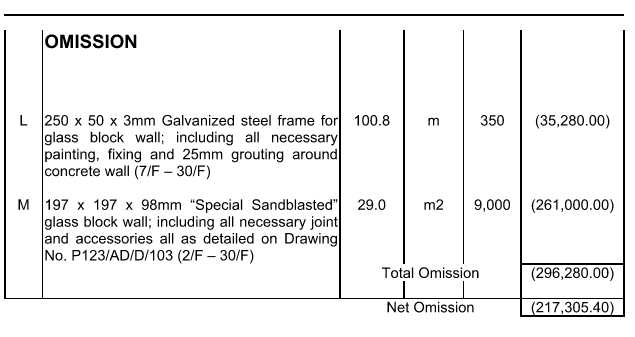 OMISSION
L 250 x 50 x 3mm Galvanized steel frame for 100.8 m 350 (35,280.00)
glass block wall; including all necessary
painting, fixing and 25mm grouting around
concrete wall (7/F – 30/F)
M 197 x 197 x 98mm “Special Sandblasted” 29.0 m2 9,000 (261,000.00)
glass block wall; including all necessary joint
and accessories all as detailed on Drawing
No. P123/AD/D/103 (2/F – 30/F)
Total Omission (296,280.00)
Net Omission (217,305.40)